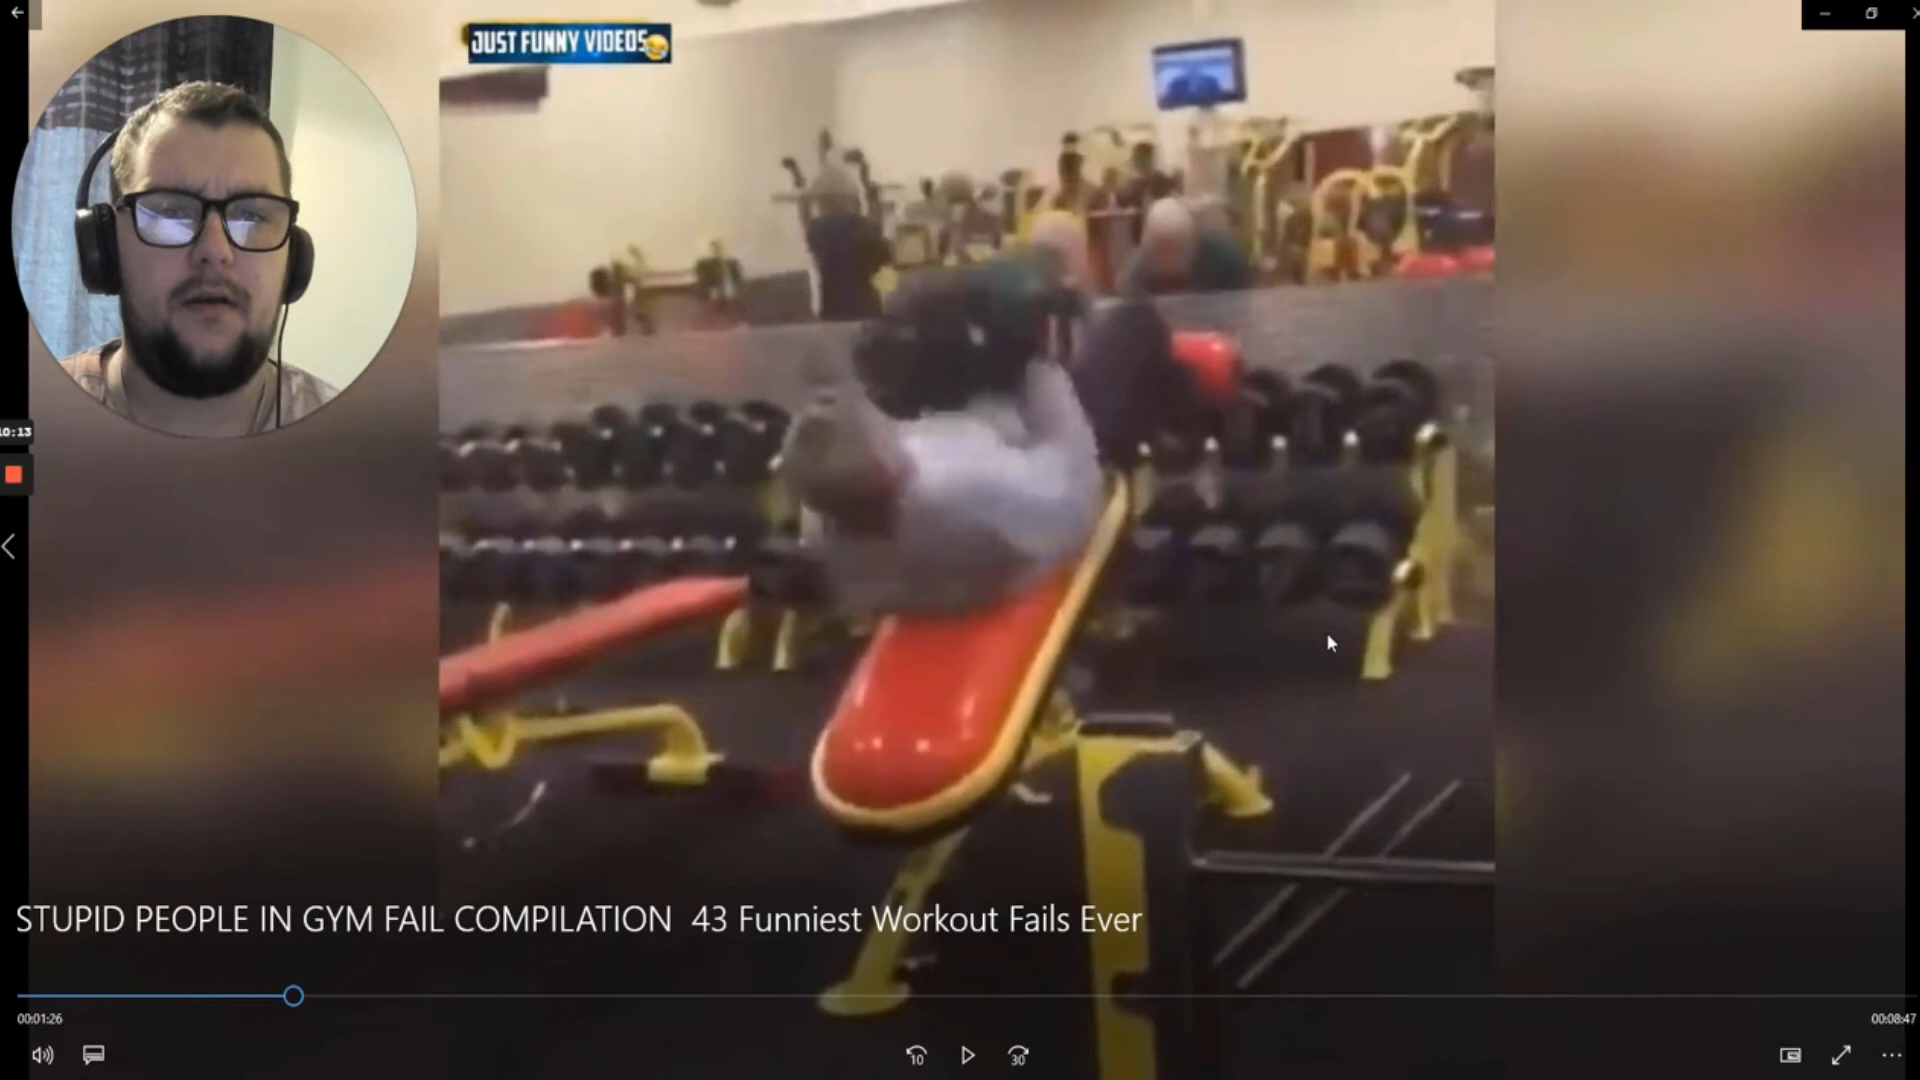 JUST FUNNY VIDEOS
10:13
STUPID PEOPLE IN GYM FAIL COMPILATION 43 Funniest Workout Fails Ever
00:01:26
00:08:47
10
30